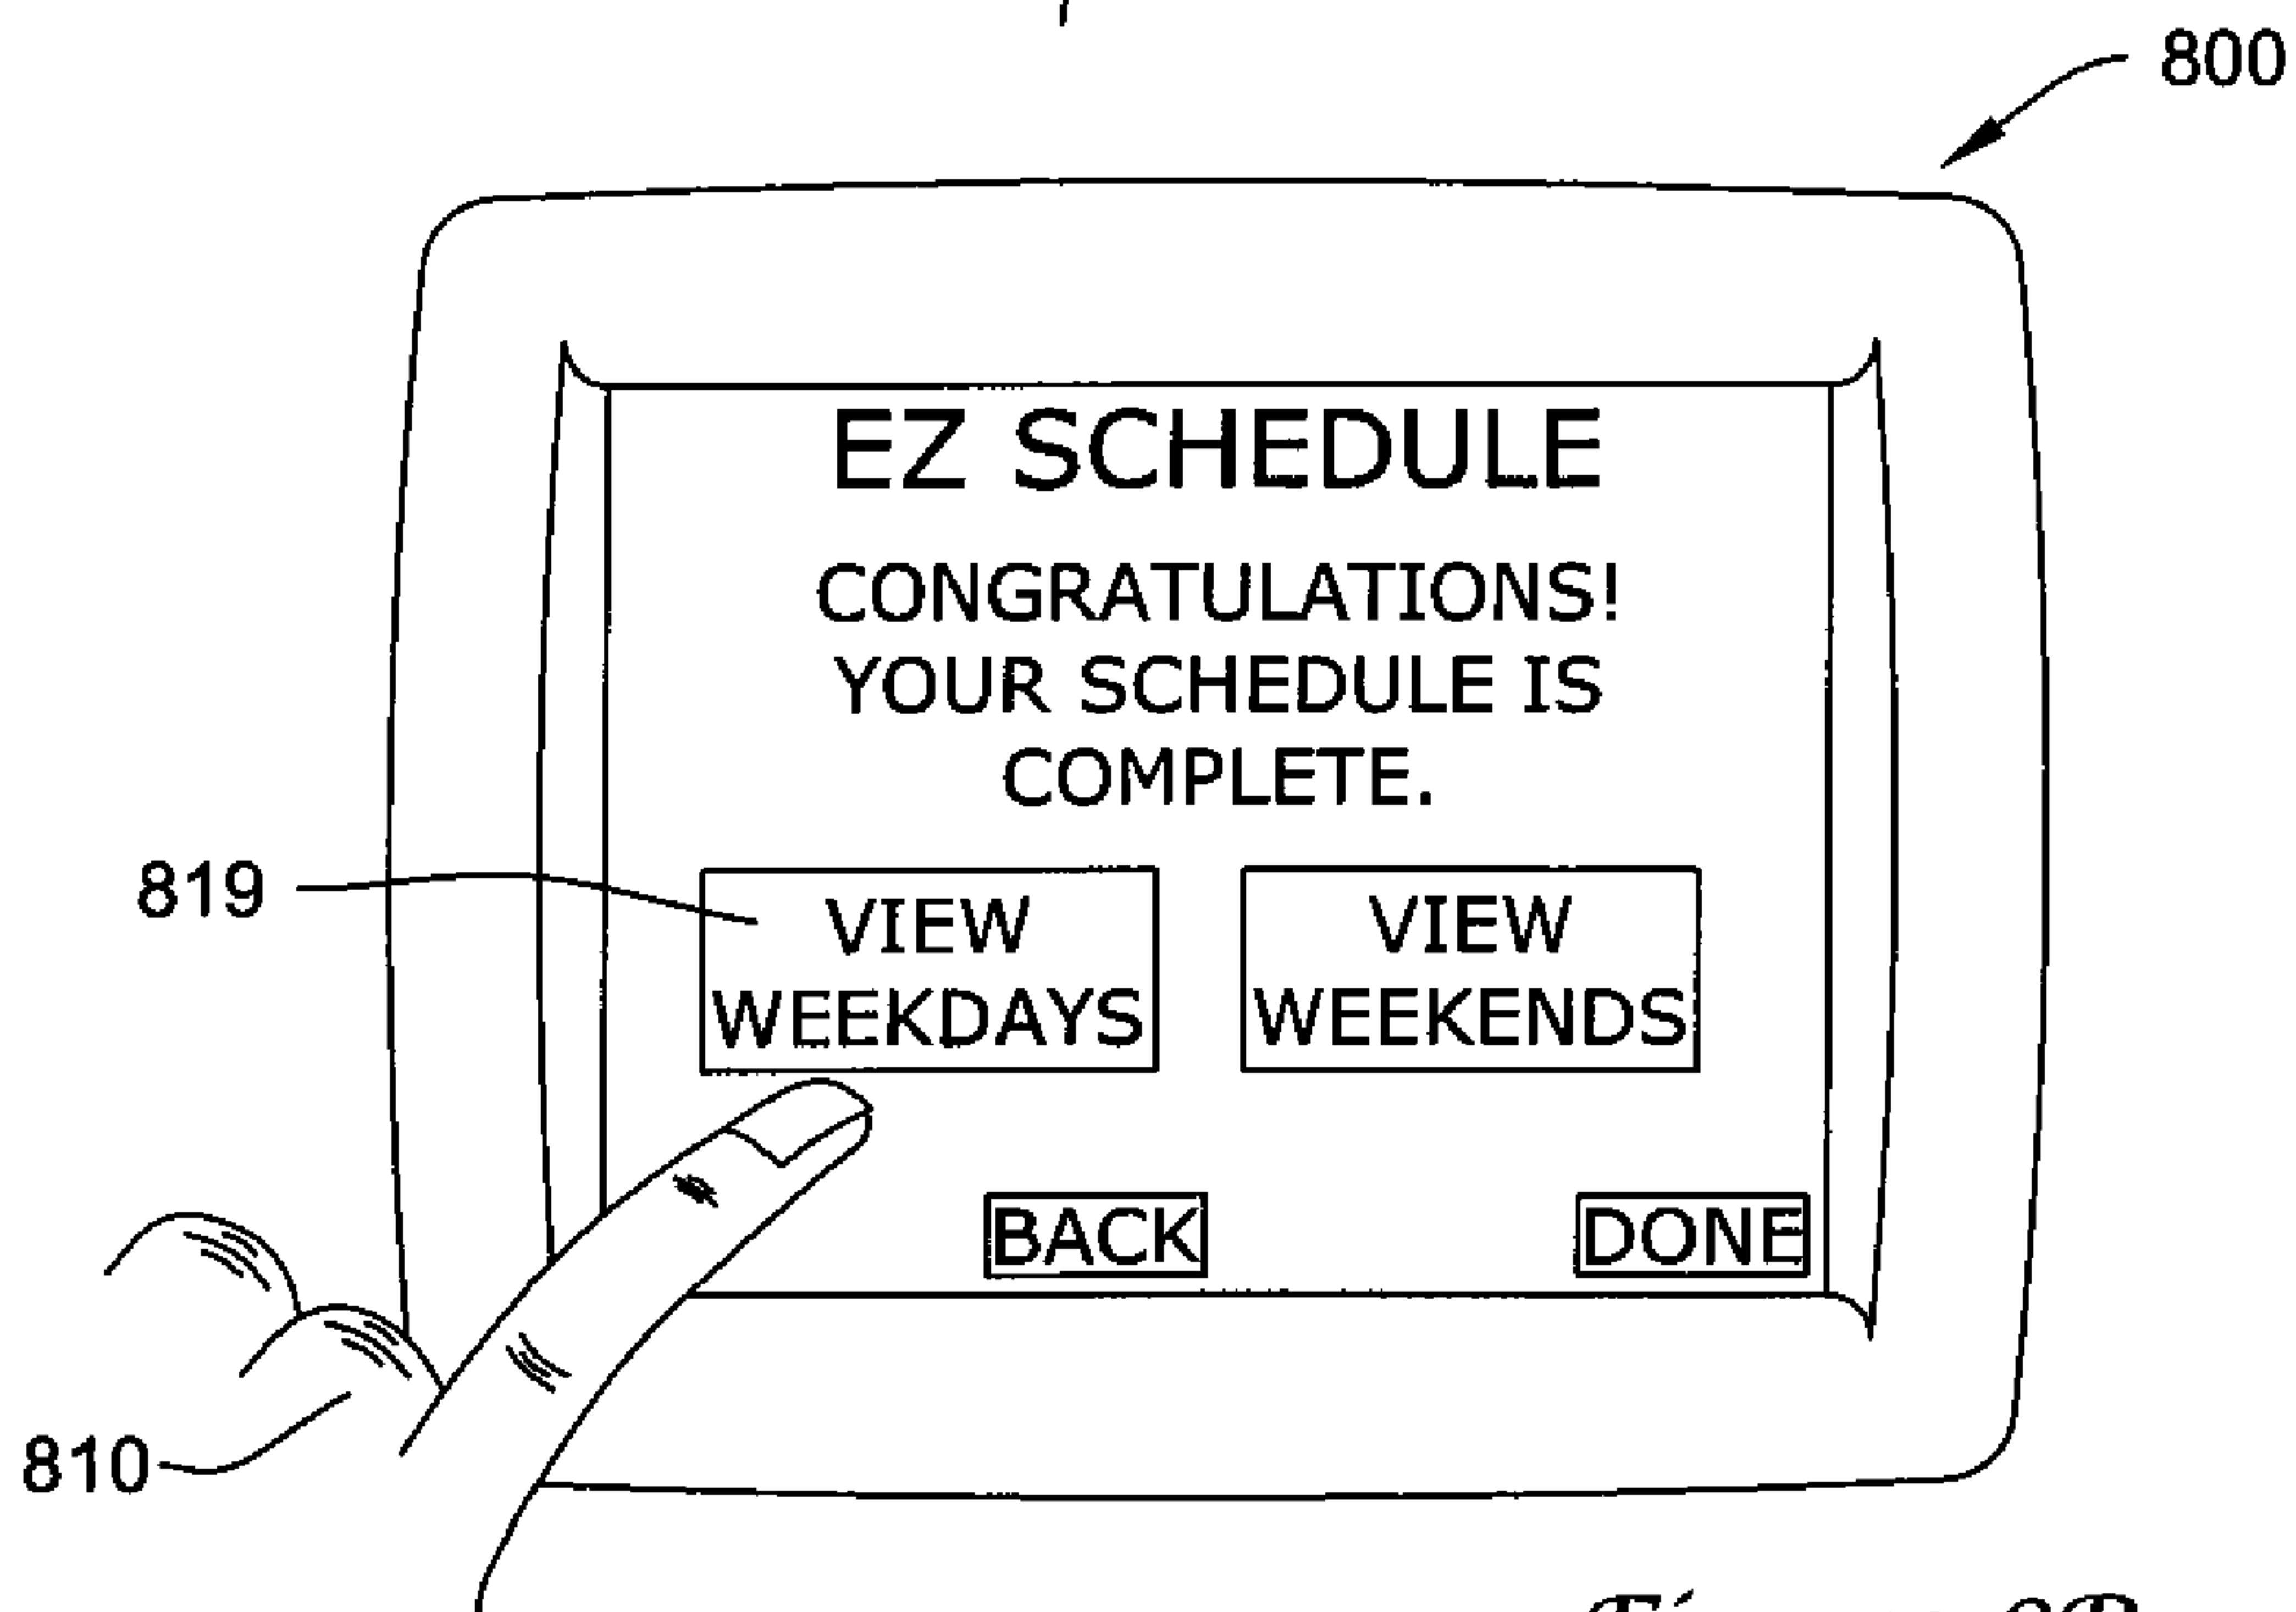 800
EZ SCHEDULE
CONGRATULATIONS!
YOUR SCHEDULE IS
COMPLETE.
819
VIEW
WEEKDAYS
VIEW
WEEKENDS
BACK
DONE
810